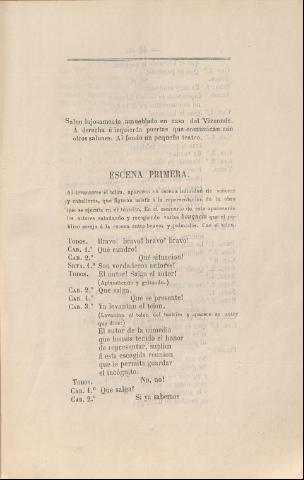 Salon lujosamente amueblado en casa del Vizconde.
Á derecha é izquierda puertas que comunican con
otros salones. Al fondo un pequeño teatro.
ESCENA PRIMERA.
Al levantarse el telon, aparecen en escena infinidad de señoras
y caballeros, que figuran asistir á la representacion de la obra
que se ejecuta en el teatrito. En el escenario de este aparecerán
los actores saludando y recogiendo varios bouquets que el pú-
blico arroja á la escena entre bravos y palmadas. Cae el telon.
TODOS. Bravo! bravo! bravo! bravo!
CAB. 1.° Qué cuadro!
CAB. 2.° Qué situacion!
SRTA. 1.ª Son verdaderos actores!
TODOS. El autor! Salga el autor!
(Aplaudiendo y gritando.)
CAB. 2.° Que salga.
CAB. 1.° Que se presente!
CAB. 3.° Ya levantan el telon.
(Levantan el telon del teatrito y aparece un actor
que dice:)
El autor de la comedia
que hemos tenido el honor
de representar, suplica
á esta escogida reunion
que le permita guardar
el incógnito.
TODOS. No, no!
CAB. 1.° Que salga!
CAB. 2.° Si ya sabemos